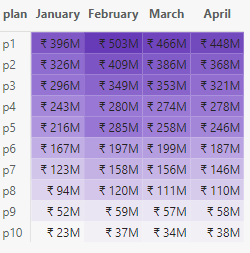 plan January February March April
p1 ₹ 396M ₹ 503M ₹ 466M ₹ 448M
p2 ₹ 326M ₹ 409M ₹ 386M ₹ 368M
p3 ₹ 296M ₹ 349M ₹ 353M ₹ 321M
p4 ₹ 243M ₹ 280M ₹ 274M ₹ 278M
p5 ₹ 216M ₹ 285M ₹ 258M ₹ 246M
p6 ₹ 167M ₹ 197M ₹ 199M ₹ 187M
p7 ₹ 123M ₹ 158M ₹ 156M ₹ 146M
p8 ₹ 94M ₹ 120M ₹ 111M ₹ 110M
p9 ₹ 52M ₹ 59M ₹ 57M ₹ 58M
p10 ₹ 23M ₹ 37M ₹ 34M ₹ 38M